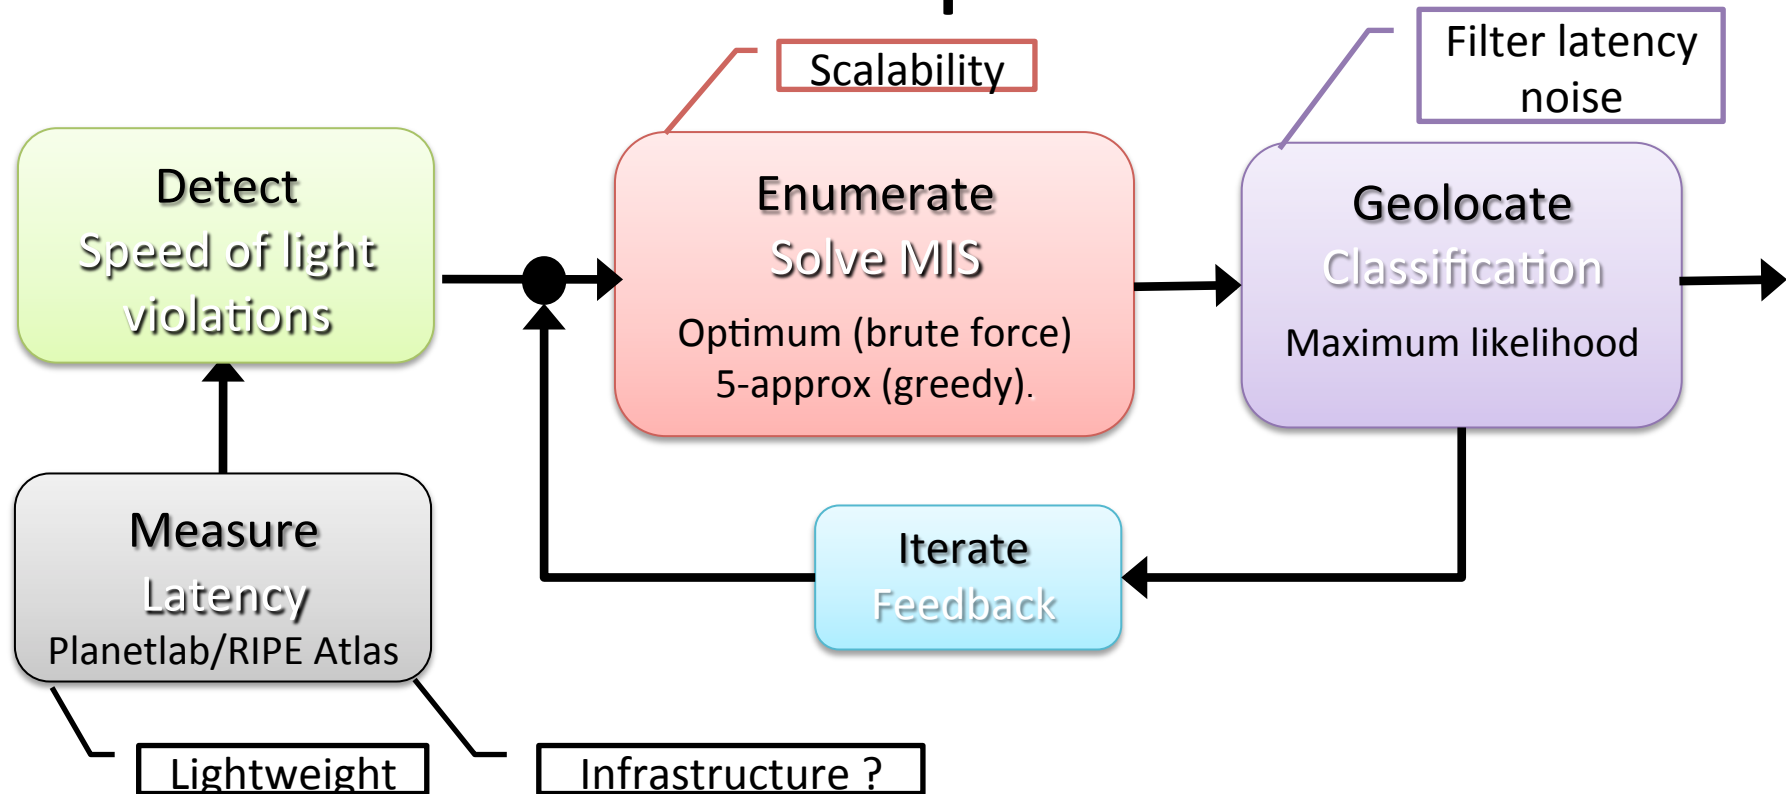 Scalability
Filter latency
noise
Detect
Speed of light
violations
Enumerate
Solve MIS
Optimum (brute force)
5-approx (greedy).
Geolocate
Classification
Maximum likelihood
Measure
Latency
Planetlab/RIPE Atlas
Iterate
Feedback
Lightweight
Infrastructure ?